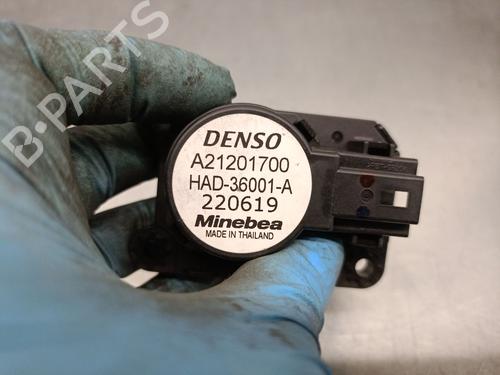 B-PARTS
DENSO
A21201700
HAD-36001-A
220619
Minebea
MADE IN THAILAND